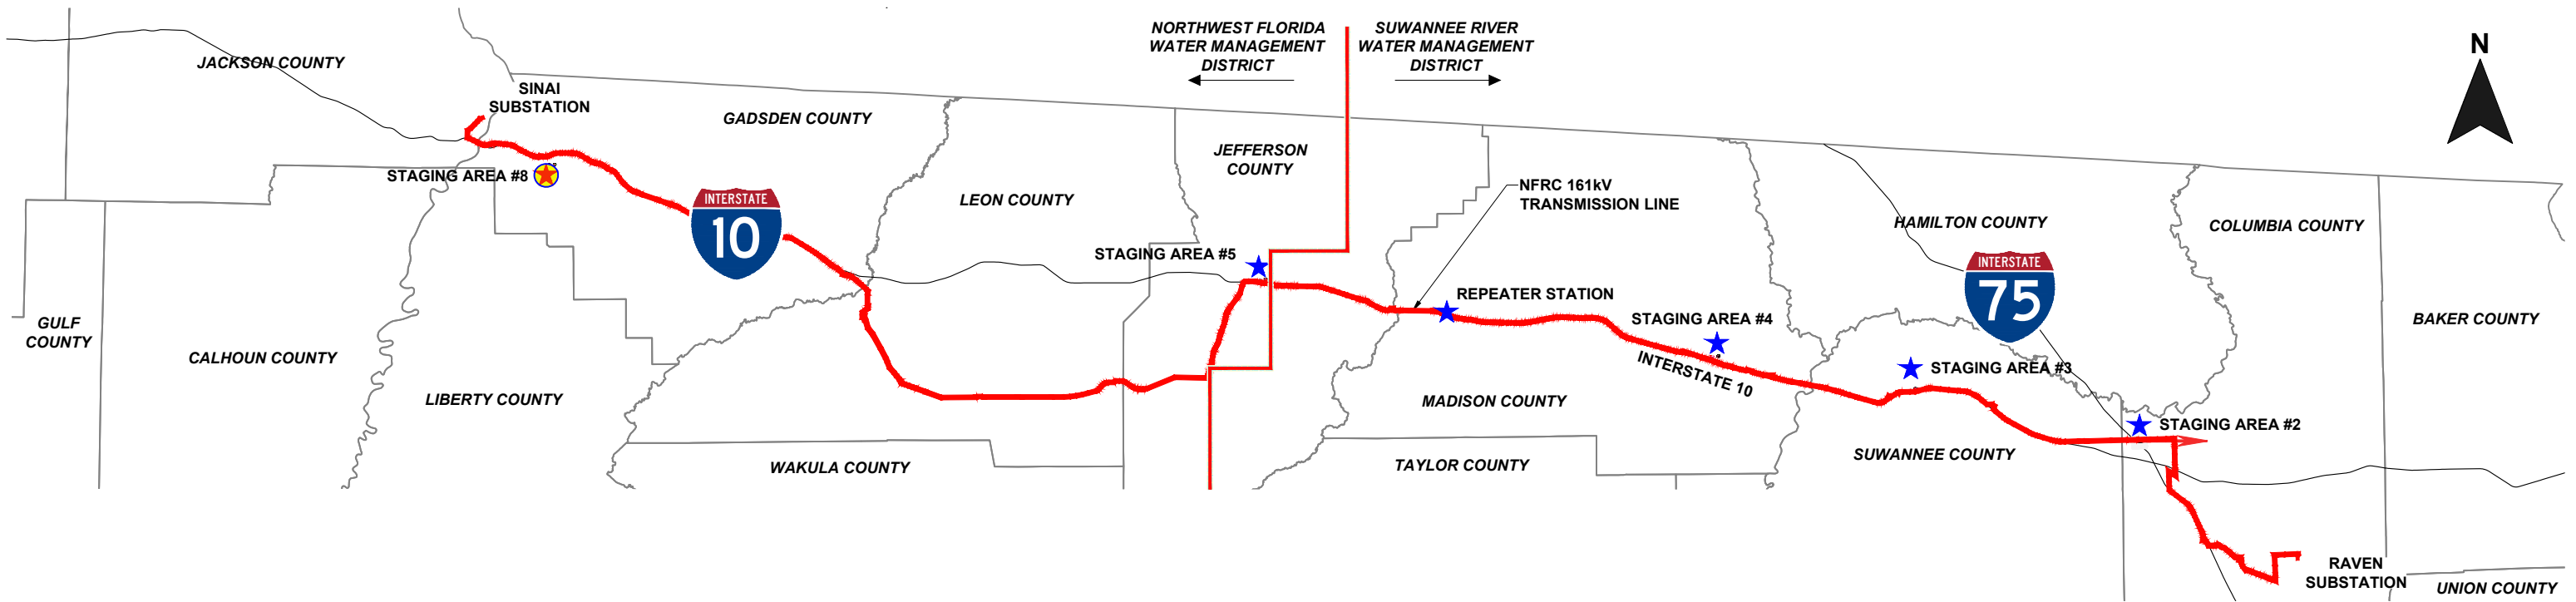 NORTHWEST FLORIDA
WATER MANAGEMENT
DISTRICT
SUWANNEE RIVER
WATER MANAGEMENT
DISTRICT
N
JACKSON COUNTY
SINAI
SUBSTATION
GADSDEN COUNTY
JEFFERSON
COUNTY
STAGING AREA #8
LEON COUNTY
NFRC 161kV
TRANSMISSION LINE
INTERSTATE
10
HAMILTON COUNTY
COLUMBIA COUNTY
STAGING AREA #5
INTERSTATE
75
REPEATER STATION
STAGING AREA #4
GULF
COUNTY
CALHOUN COUNTY
BAKER COUNTY
INTERSTATE 10
STAGING AREA #3
LIBERTY COUNTY
MADISON COUNTY
STAGING AREA #2
WAKULA COUNTY
TAYLOR COUNTY
SUWANNEE COUNTY
RAVEN
SUBSTATION
UNION COUNTY